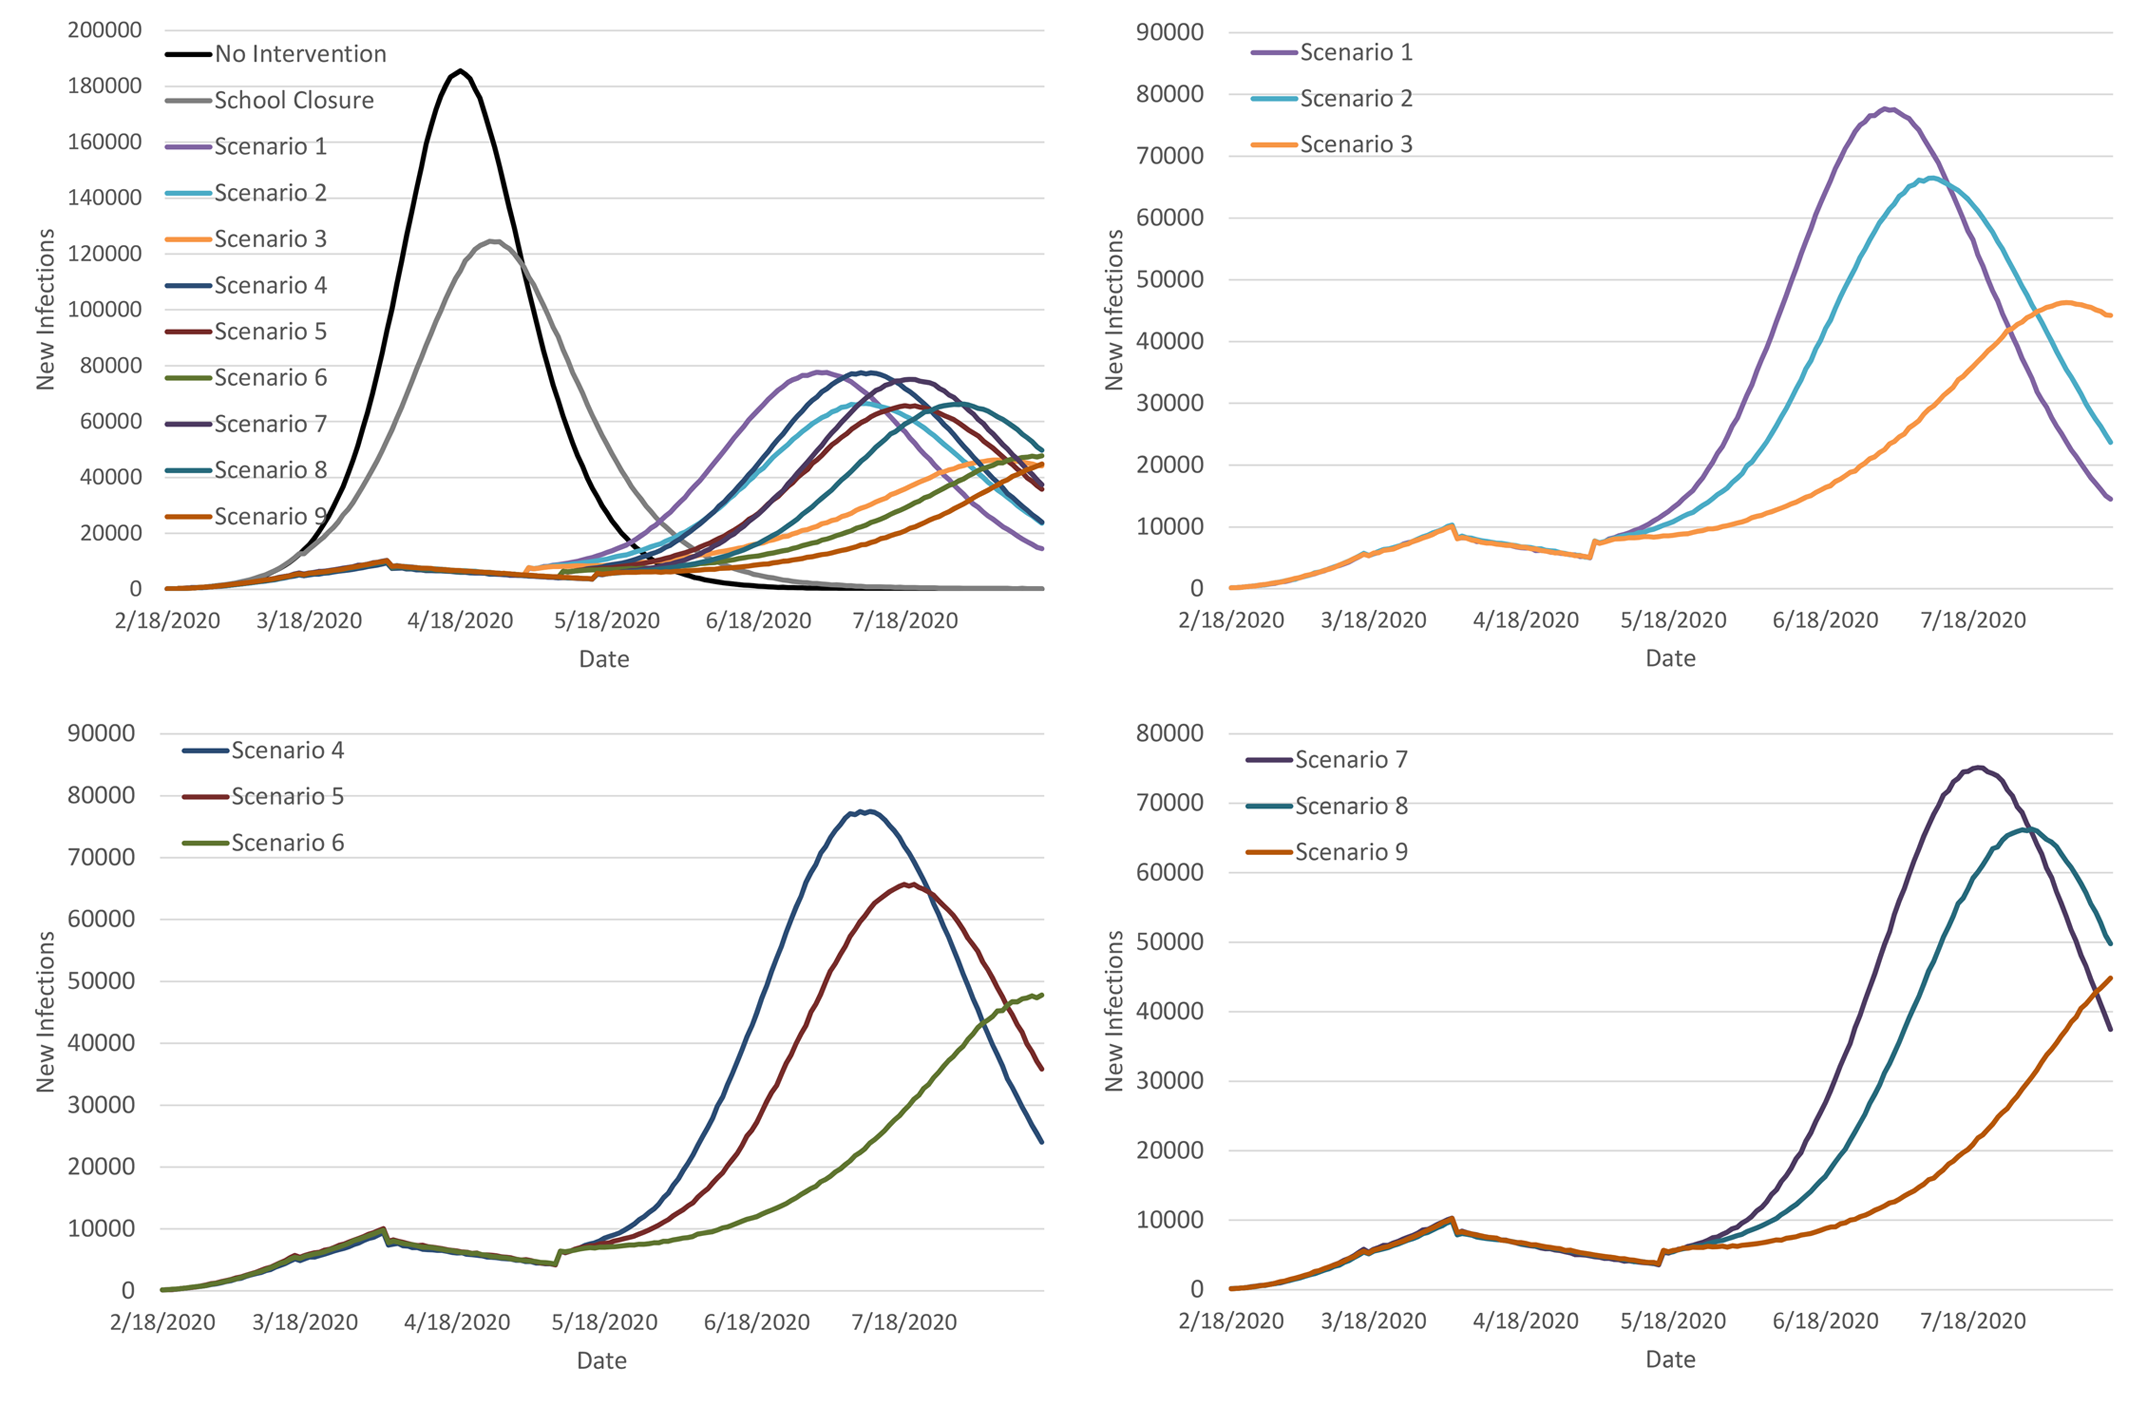 200000
180000
160000
140000
120000
100000
80000
60000
40000
20000
0
New Infections
No Intervention
School Closure
Scenario 1
Scenario 2
Scenario 3
Scenario 4
Scenario 5
Scenario 6
Scenario 7
Scenario 8
Scenario 9
2/18/2020 3/18/2020 4/18/2020 5/18/2020 6/18/2020 7/18/2020
Date
90000
80000
70000
60000
50000
40000
30000
20000
10000
0
New Infections
Scenario 1
Scenario 2
Scenario 3
2/18/2020 3/18/2020 4/18/2020 5/18/2020 6/18/2020 7/18/2020
Date
90000
80000
70000
60000
50000
40000
30000
20000
10000
0
New Infections
Scenario 4
Scenario 5
Scenario 6
2/18/2020 3/18/2020 4/18/2020 5/18/2020 6/18/2020 7/18/2020
Date
80000
70000
60000
50000
40000
30000
20000
10000
0
New Infections
Scenario 7
Scenario 8
Scenario 9
2/18/2020 3/18/2020 4/18/2020 5/18/2020 6/18/2020 7/18/2020
Date